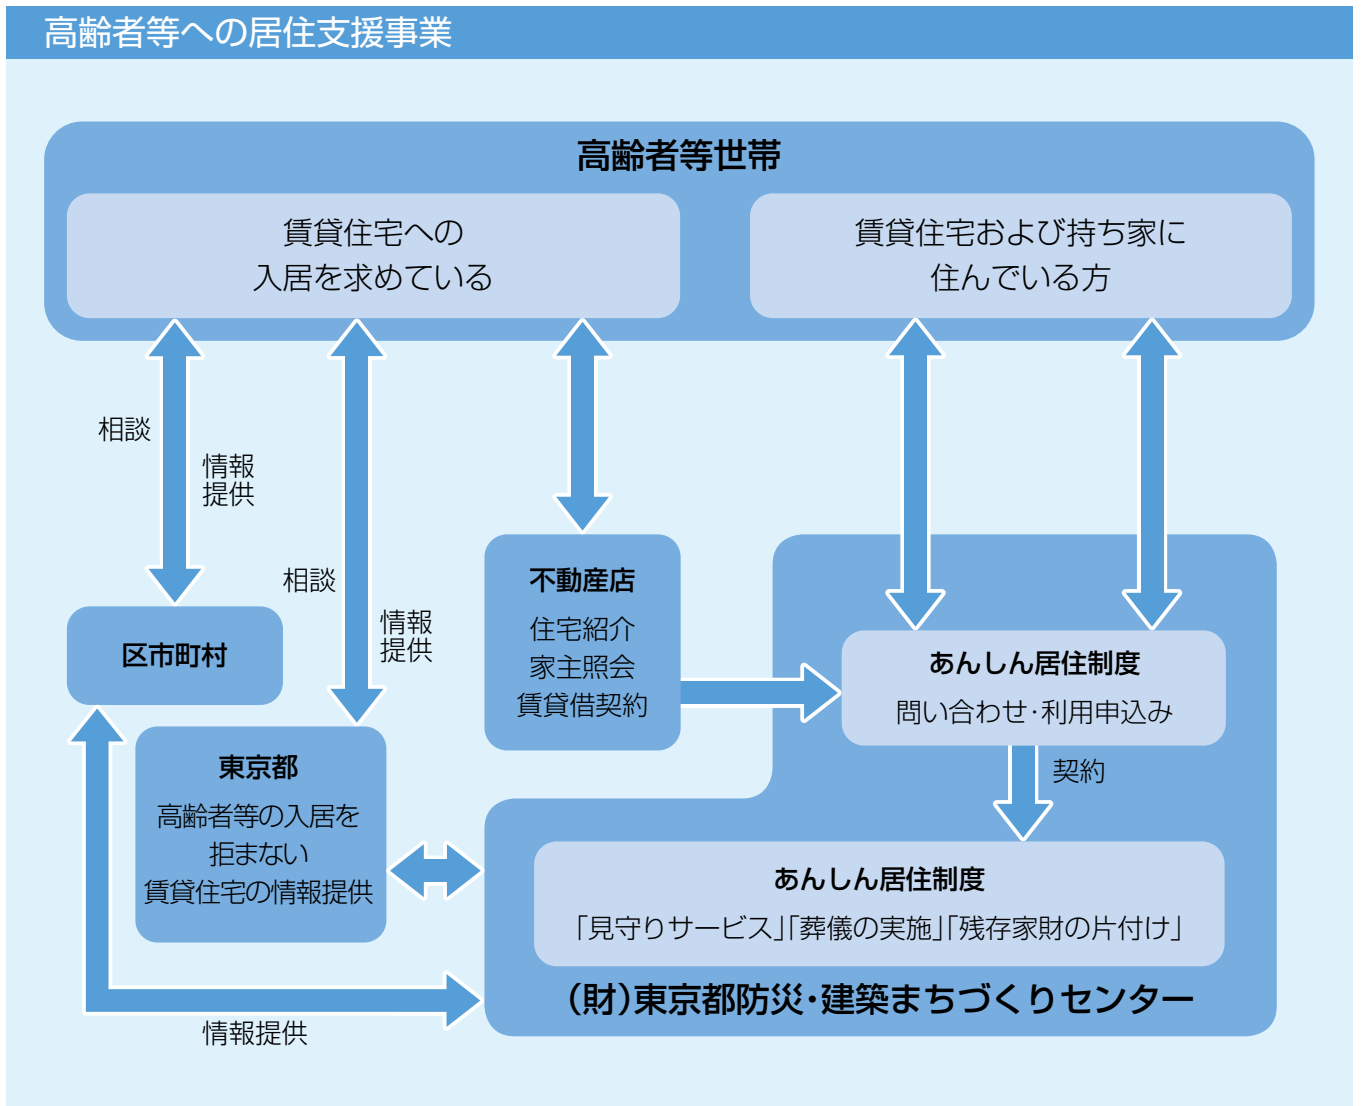 高齢者等への居住支援事業
高齢者等世帯
賃貸住宅への
入居を求めている
賃貸住宅および持ち家に
住んでいる方
相談
情報
提供
相談
情報
提供
区市町村
東京都
高齢者等の入居を
拒まない
賃貸住宅の情報提供
不動産店
住宅紹介
家主照会
賃貸借契約
あんしん居住制度
問い合わせ・利用申込み
契約
あんしん居住制度
「見守りサービス」「葬儀の実施」「残存家財の片付け」
（財）東京都防災・建築まちづくりセンター
情報提供